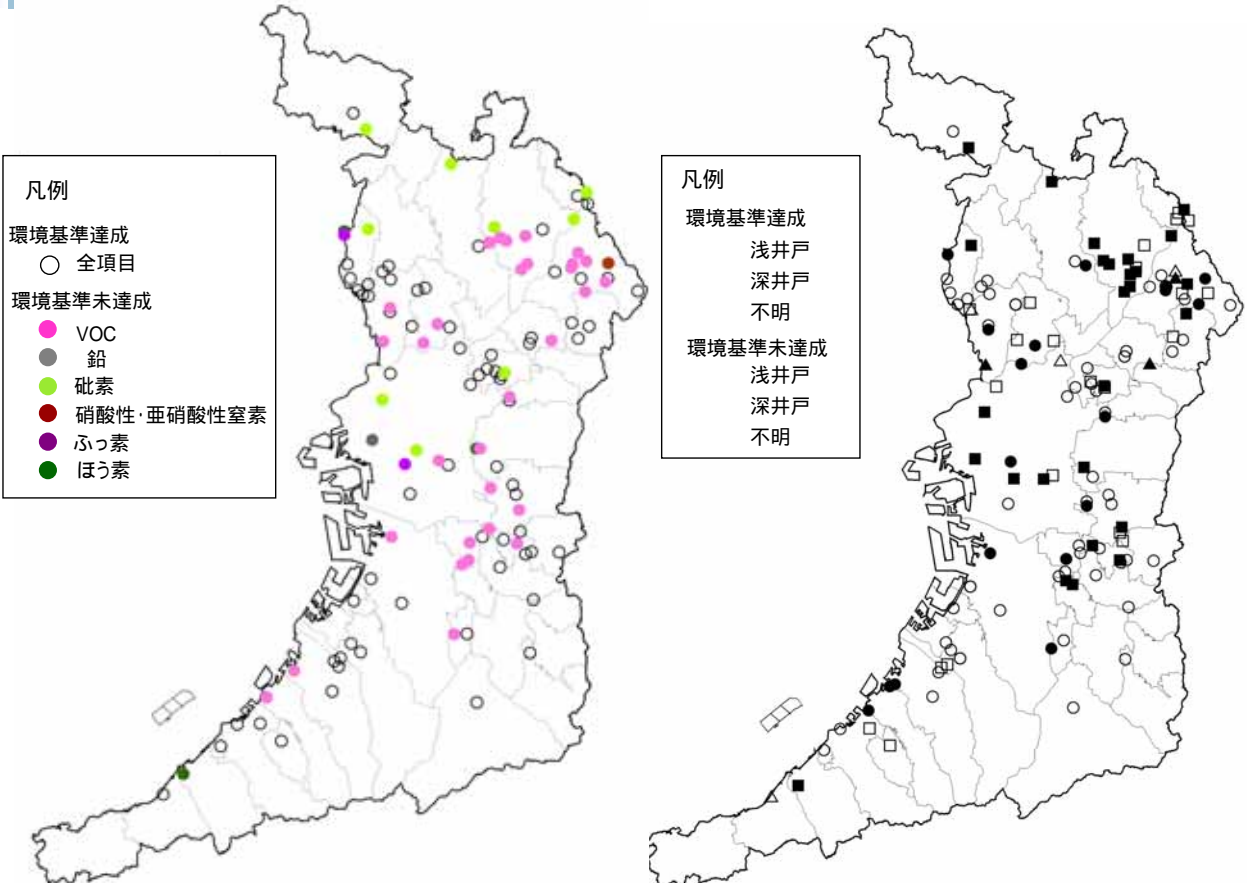 凡例
環境基準達成
全項目
環境基準未達成
VOC
鉛
砒素
硝酸性・亜硝酸性窒素
ふっ素
ほう素
凡例
環境基準達成
浅井戸
深井戸
不明
環境基準未達成
浅井戸
深井戸
不明